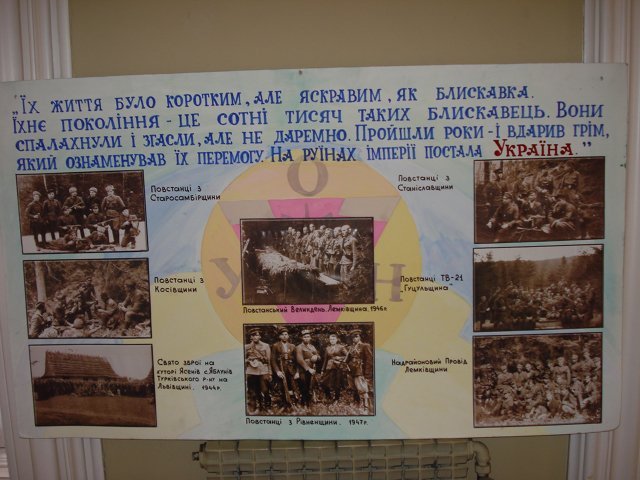 „Їх життя було коротким, але яскравим, як блискавка.
Їхнє покоління - це сотні тисяч таких блискавець. Вони
спалахнули і згасли, але не даремно. Пройшли роки - і вдарив грім,
який ознаменував їх перемогу. На руїнах імперії постала Україна.”
Повстанці з
Старосамбірщини
Повстанці з
Станіславщини
О
У
Н
Повстанці з
Косівщини
Повстанський Великдень. Лемківщина. 1946 р.
Повстанці ТВ-21
„Гуцульщина”
Свято зброї на
хуторі Ясенів с. Яблунів
Турківського р-ну на
Львівщині. 1944 р.
Повстанці з Рівненщини. 1947 р.
Надрайоновий Провід
Лемківщини